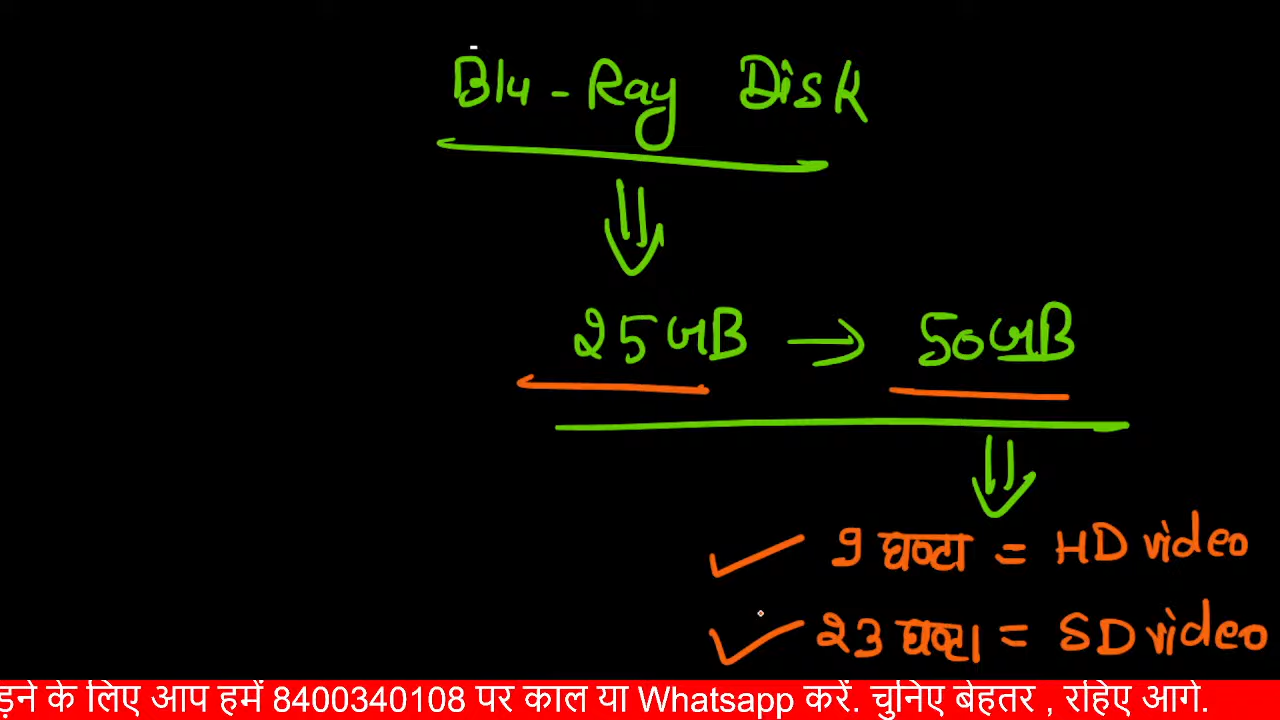 Blu-Ray Disk
25GB → 50GB
9 घण्टा = HD video
23 घण्टा = SD video
ड़ने के लिए आप हमें 8400340108 पर काल या Whatsapp करें. चुनिए बेहतर , रहिए आगे.